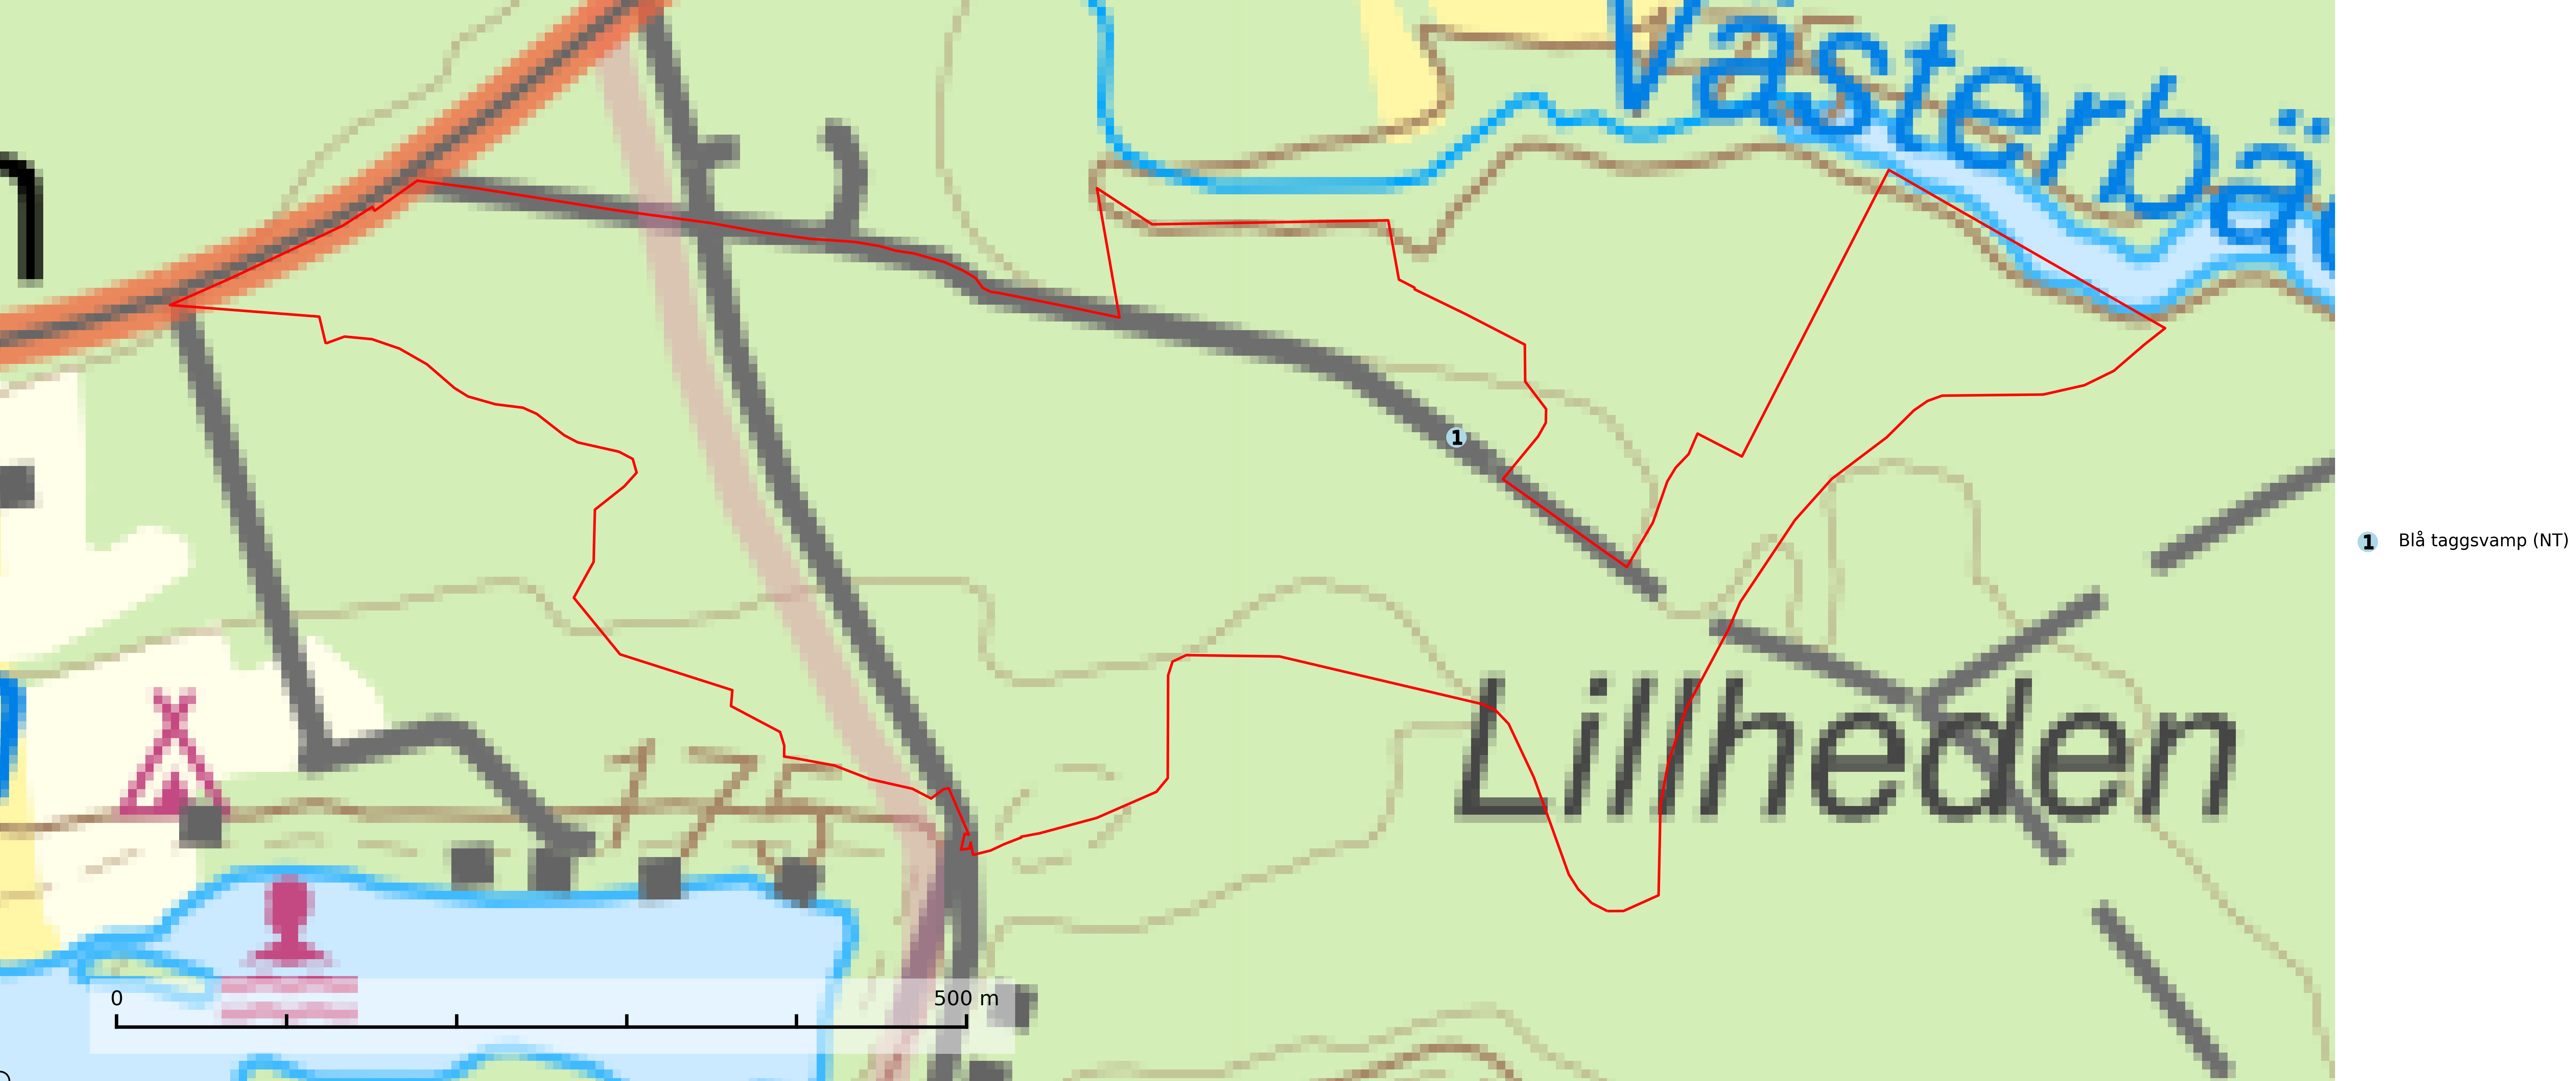 Västerbä
n
1
1 Blå taggsvamp (NT)
Lillheden
175
0 500 m